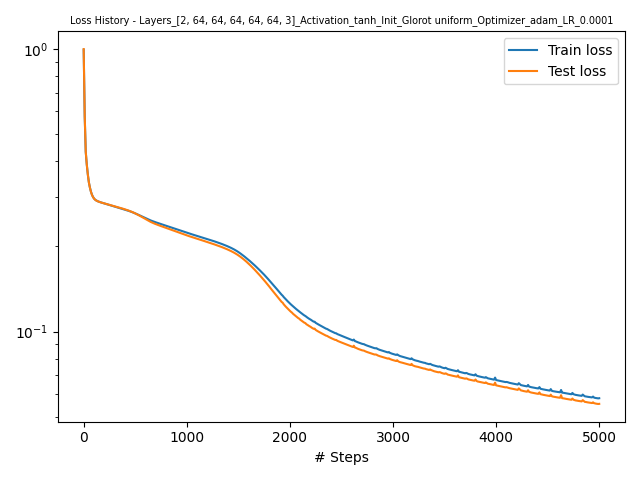 Loss History - Layers_[2, 64, 64, 64, 64, 64, 3]_Activation_tanh_Init_Glorot uniform_Optimizer_adam_LR_0.0001
10⁰
Train loss
Test loss
10⁻¹
0 1000 2000 3000 4000 5000
# Steps